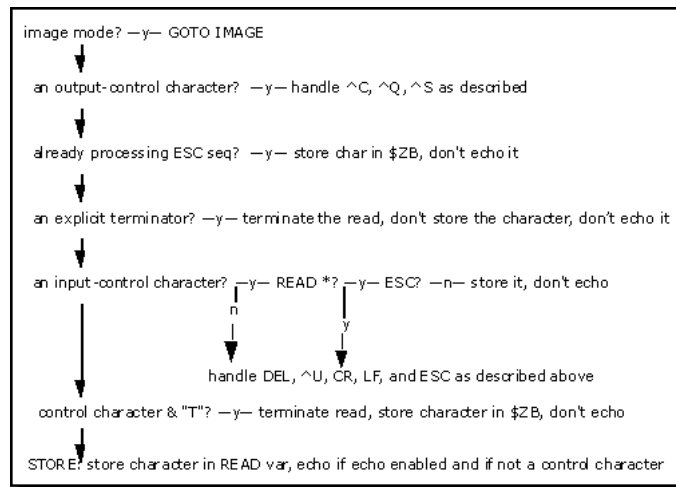 image mode? —y— GOTO IMAGE
an output-control character? —y— handle ^C, ^Q, ^S as described
already processing ESC seq? —y— store char in $ZB, don't echo it
an explicit terminator? —y— terminate the read, don't store the character, don't echo it
an input-control character? —y— READ *? —y— ESC? —n— store it, don't echo
n
y
handle DEL, ^U, CR, LF, and ESC as described above
control character & "T"? —y— terminate read, store character in $ZB, don't echo
STORE: store character in READ var, echo if echo enabled and if not a control character